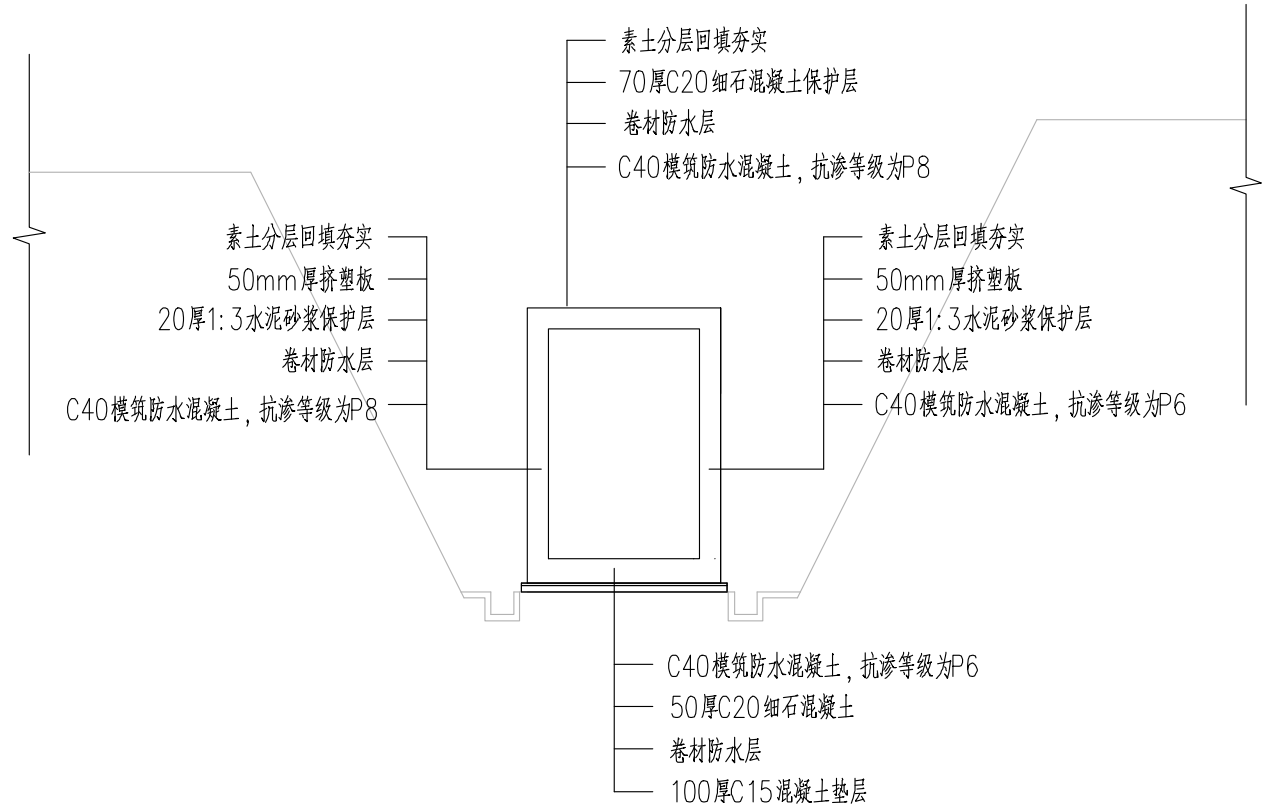 素土分层回填夯实
70厚C20细石混凝土保护层
卷材防水层
C40模筑防水混凝土，抗渗等级为P8
素土分层回填夯实
50mm厚挤塑板
20厚1:3水泥砂浆保护层
卷材防水层
C40模筑防水混凝土，抗渗等级为P8
素土分层回填夯实
50mm厚挤塑板
20厚1:3水泥砂浆保护层
卷材防水层
C40模筑防水混凝土，抗渗等级为P6
C40模筑防水混凝土，抗渗等级为P6
50厚C20细石混凝土
卷材防水层
100厚C15混凝土垫层